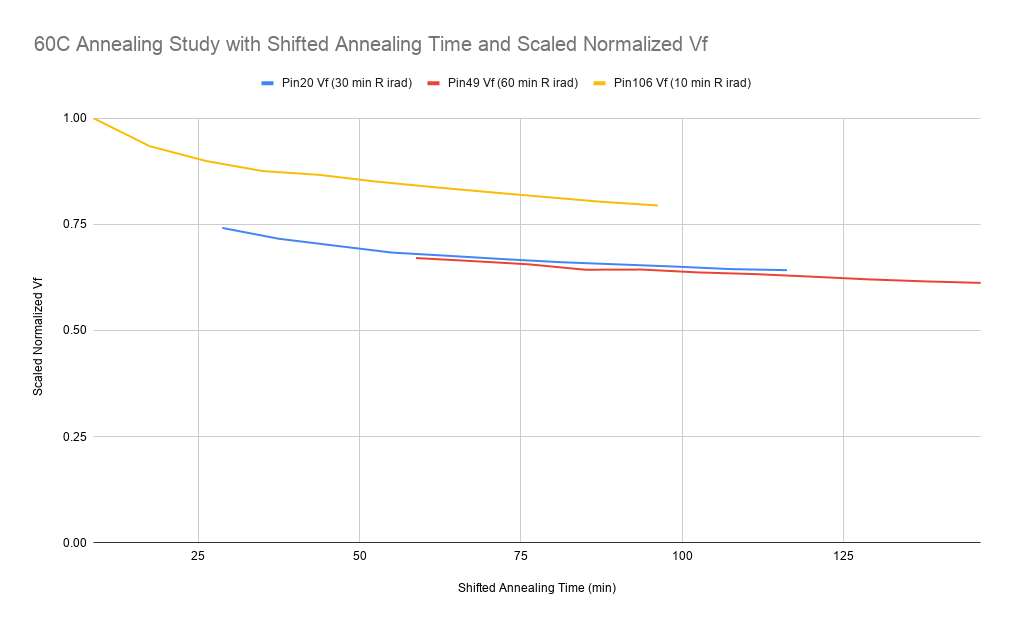 60C Annealing Study with Shifted Annealing Time and Scaled Normalized Vf
Pin20 Vf (30 min R irad) Pin49 Vf (60 min R irad) Pin106 Vf (10 min R irad)
1.00
0.75
0.50
0.25
0.00
Scaled Normalized Vf
25 50 75 100 125
Shifted Annealing Time (min)